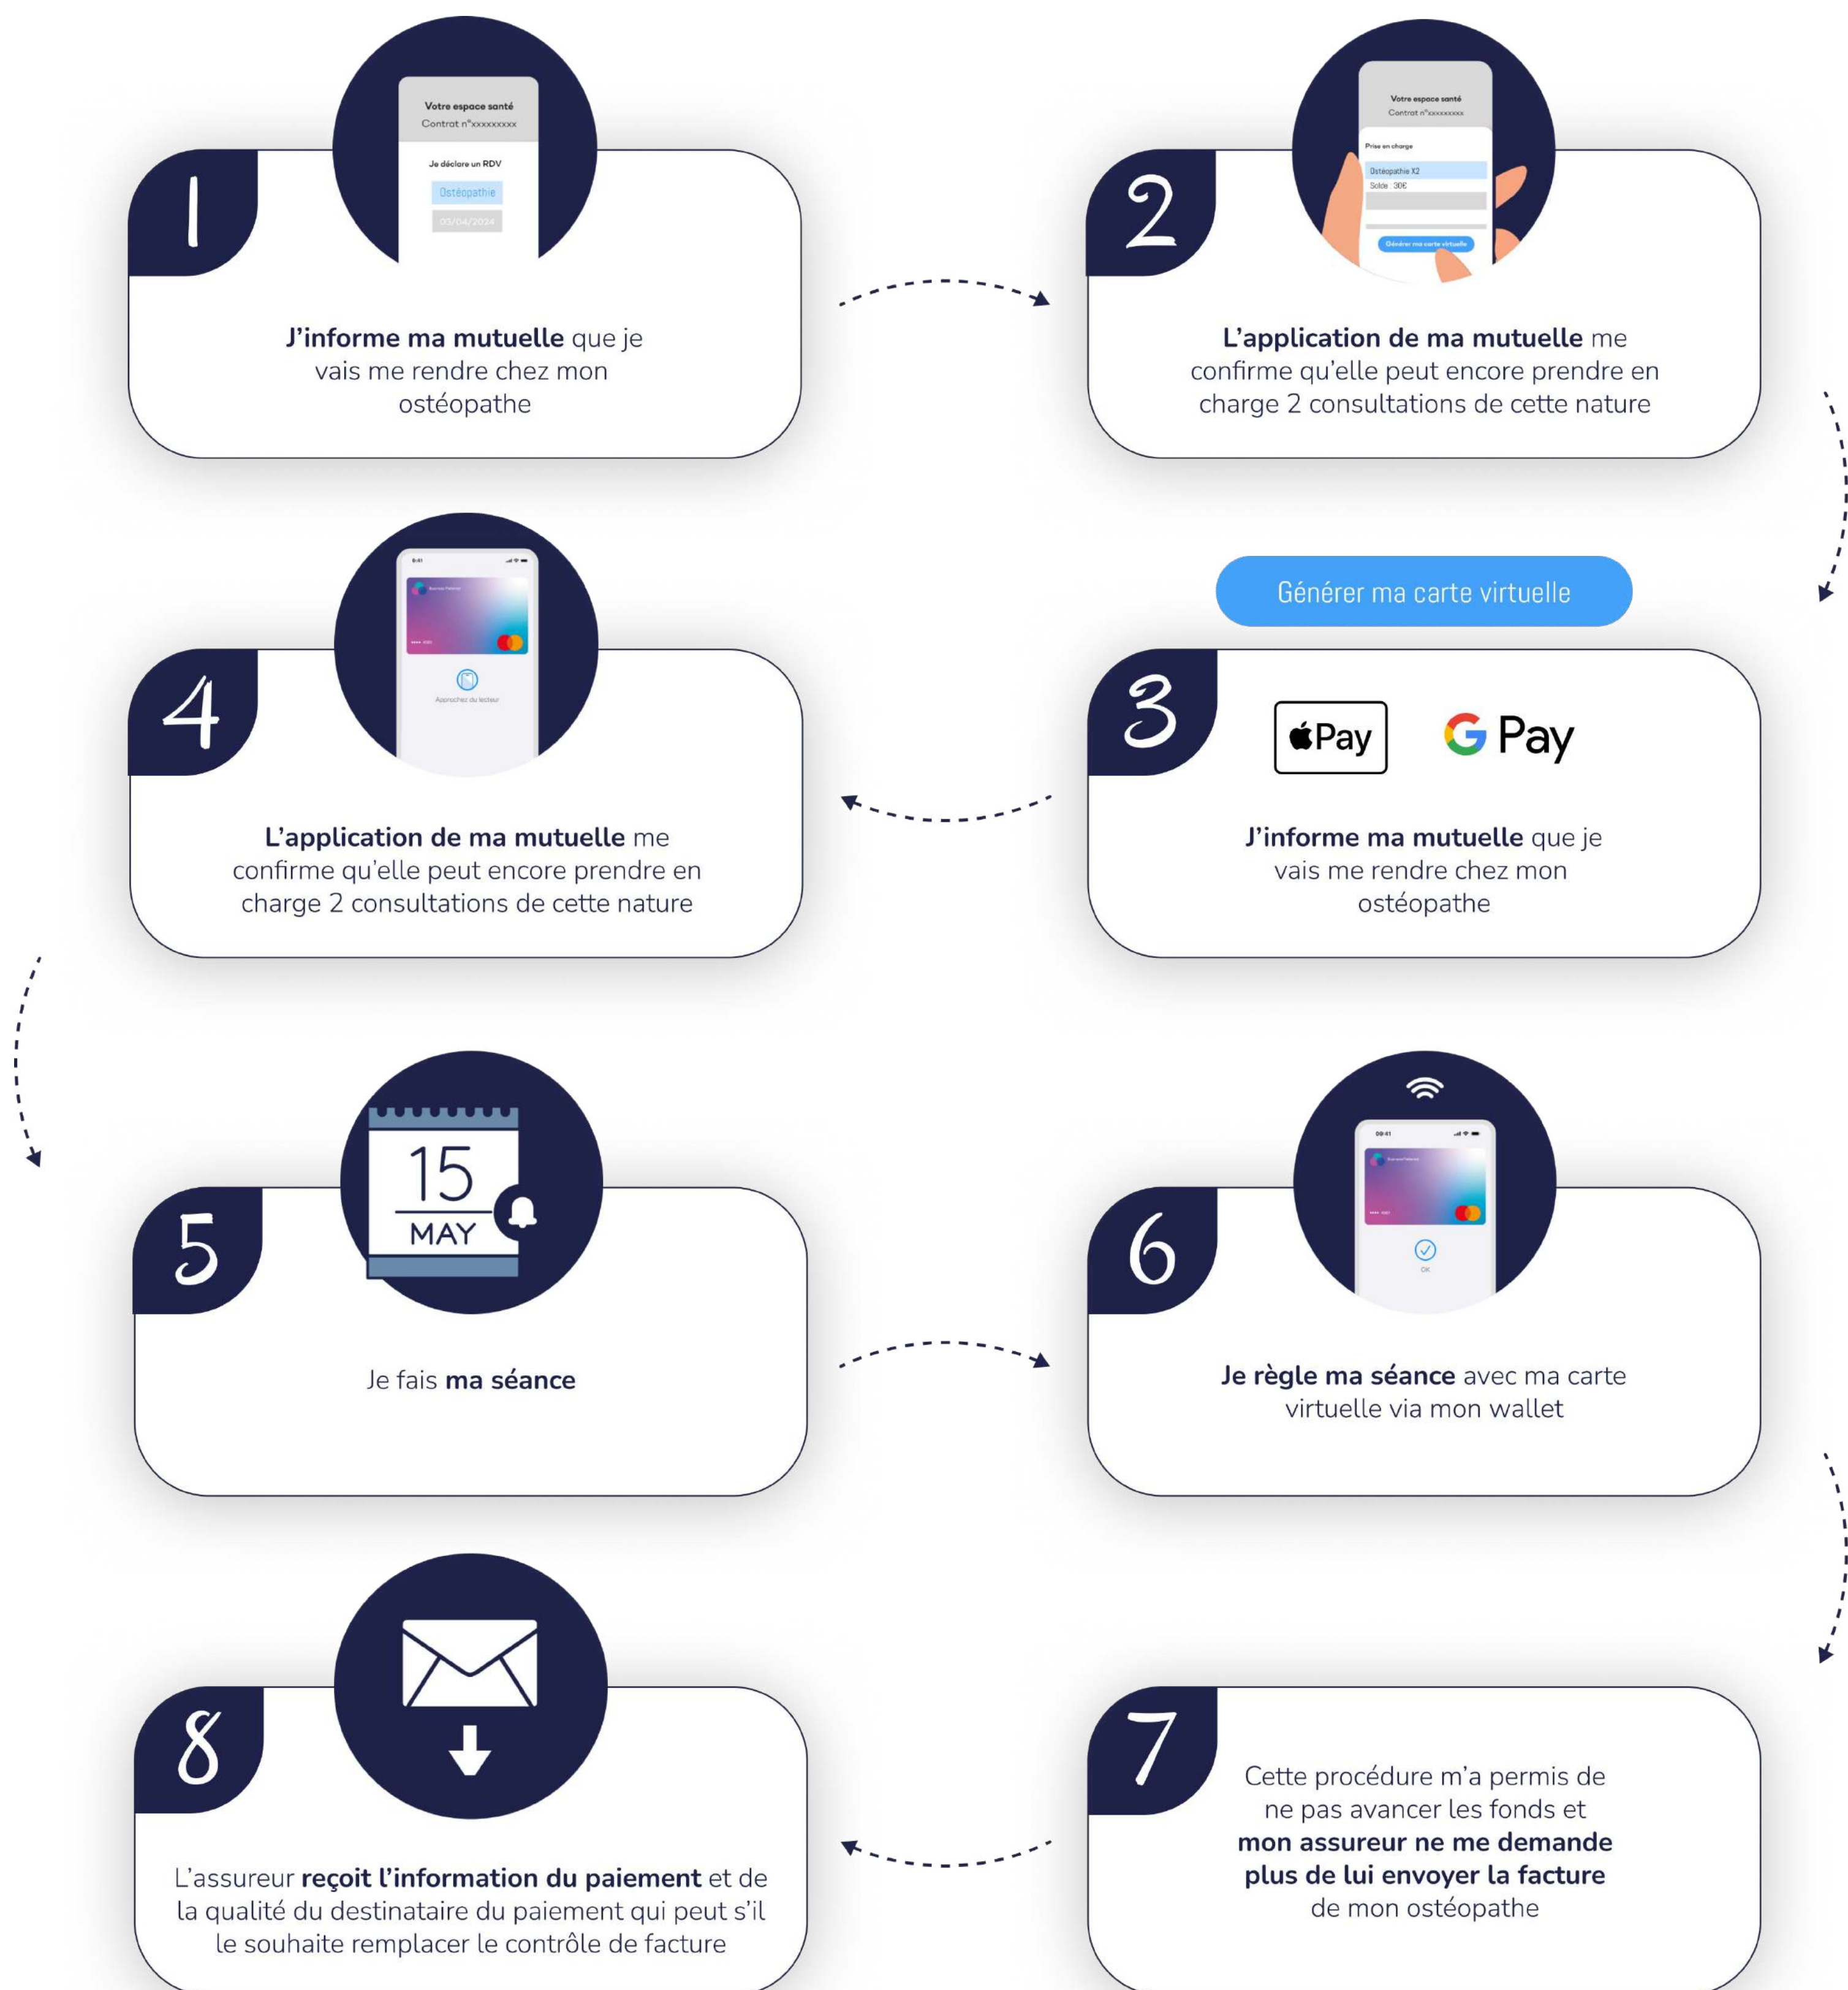 1
Votre espace santé
Contrat n°xxxxxxxxx
Je déclare un RDV
Ostéopathie
03/04/2024
J'informe ma mutuelle que je
vais me rendre chez mon
ostéopathe
2
Votre espace santé
Contrat n°xxxxxxxxx
Prise en charge
Ostéopathie X2
Solde : 30€
Générer ma carte virtuelle
L'application de ma mutuelle me
confirme qu'elle peut encore prendre en
charge 2 consultations de cette nature
Générer ma carte virtuelle
3
Pay
G Pay
J'informe ma mutuelle que je
vais me rendre chez mon
ostéopathe
4
9:41
Approchez du lecteur
L'application de ma mutuelle me
confirme qu'elle peut encore prendre en
charge 2 consultations de cette nature
5
15
MAY
Je fais ma séance
6
09:41
OK
Je règle ma séance avec ma carte
virtuelle via mon wallet
7
Cette procédure m'a permis de
ne pas avancer les fonds et
mon assureur ne me demande
plus de lui envoyer la facture
de mon ostéopathe
8
L'assureur reçoit l'information du paiement et de
la qualité du destinataire du paiement qui peut s'il
le souhaite remplacer le contrôle de facture